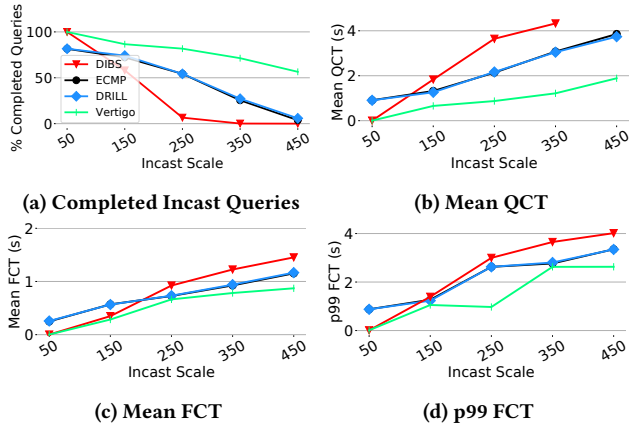 % Completed Queries
100
50
0
DIBS
ECMP
DRILL
Vertigo
50 150 250 350 450
Incast Scale
(a) Completed Incast Queries
Mean QCT (s)
4
2
0
50 150 250 350 450
Incast Scale
(b) Mean QCT
Mean FCT (s)
2
1
0
50 150 250 350 450
Incast Scale
(c) Mean FCT
p99 FCT (s)
4
2
0
50 150 250 350 450
Incast Scale
(d) p99 FCT